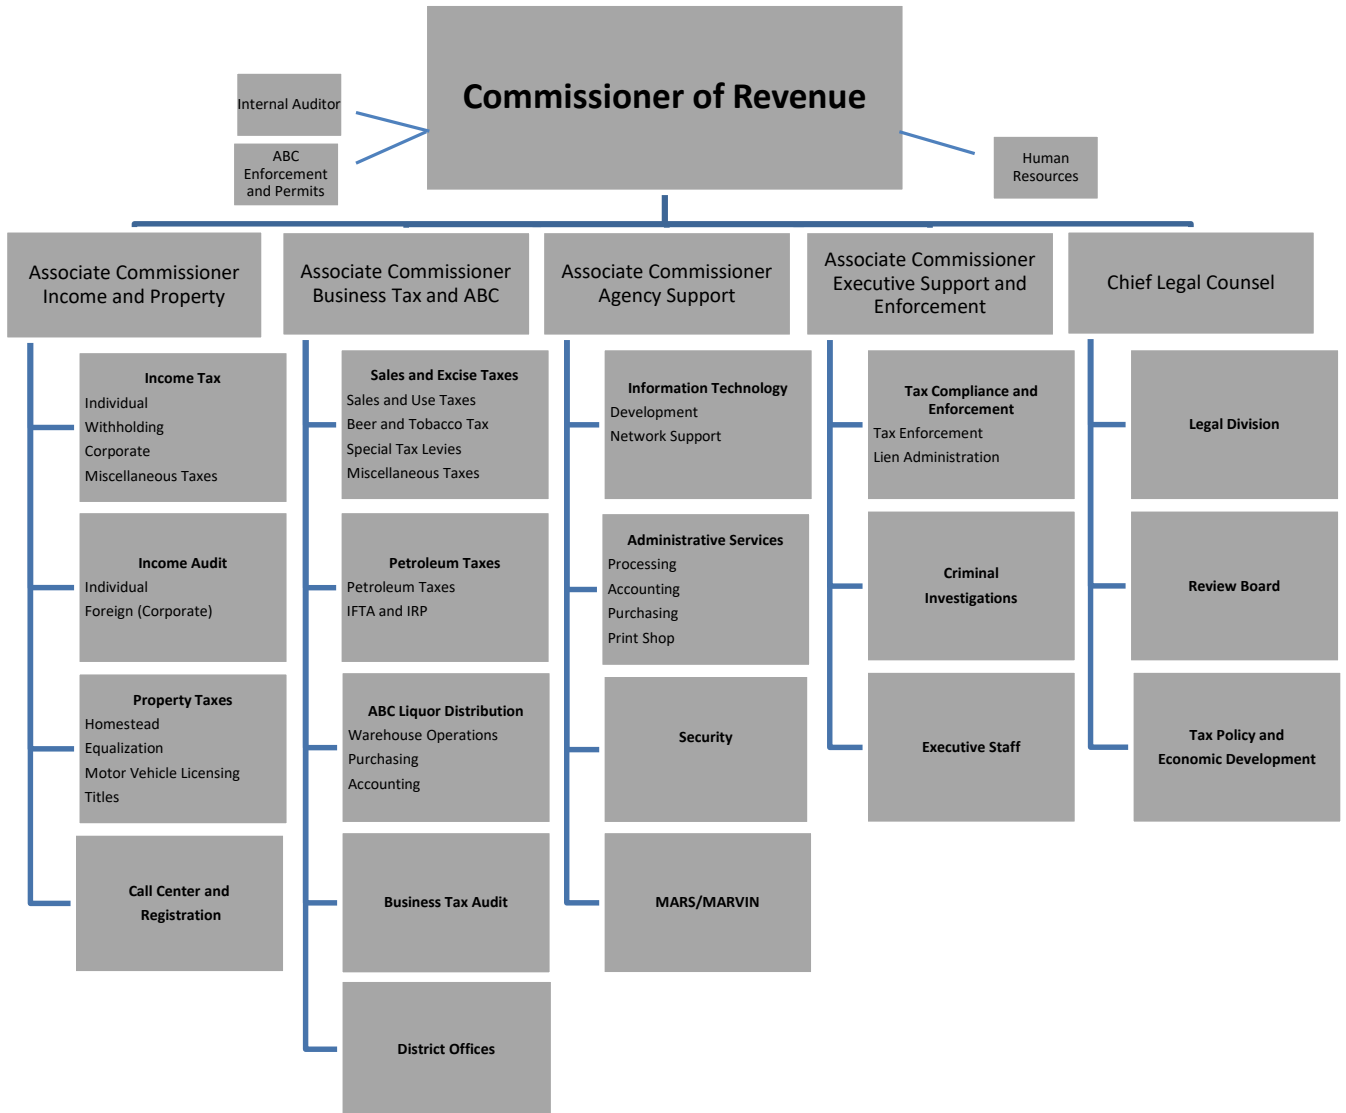 Commissioner of Revenue
Internal Auditor
ABC
Enforcement
and Permits
Human
Resources
Associate Commissioner
Income and Property
Income Tax
Individual
Withholding
Corporate
Miscellaneous Taxes
Income Audit
Individual
Foreign (Corporate)
Property Taxes
Homestead
Equalization
Motor Vehicle Licensing
Titles
Call Center and
Registration
Associate Commissioner
Business Tax and ABC
Sales and Excise Taxes
Sales and Use Taxes
Beer and Tobacco Tax
Special Tax Levies
Miscellaneous Taxes
Petroleum Taxes
Petroleum Taxes
IFTA and IRP
ABC Liquor Distribution
Warehouse Operations
Purchasing
Accounting
Business Tax Audit
District Offices
Associate Commissioner
Agency Support
Information Technology
Development
Network Support
Administrative Services
Processing
Accounting
Purchasing
Print Shop
Security
MARS/MARVIN
Associate Commissioner
Executive Support and
Enforcement
Tax Compliance and
Enforcement
Tax Enforcement
Lien Administration
Criminal
Investigations
Executive Staff
Chief Legal Counsel
Legal Division
Review Board
Tax Policy and
Economic Development